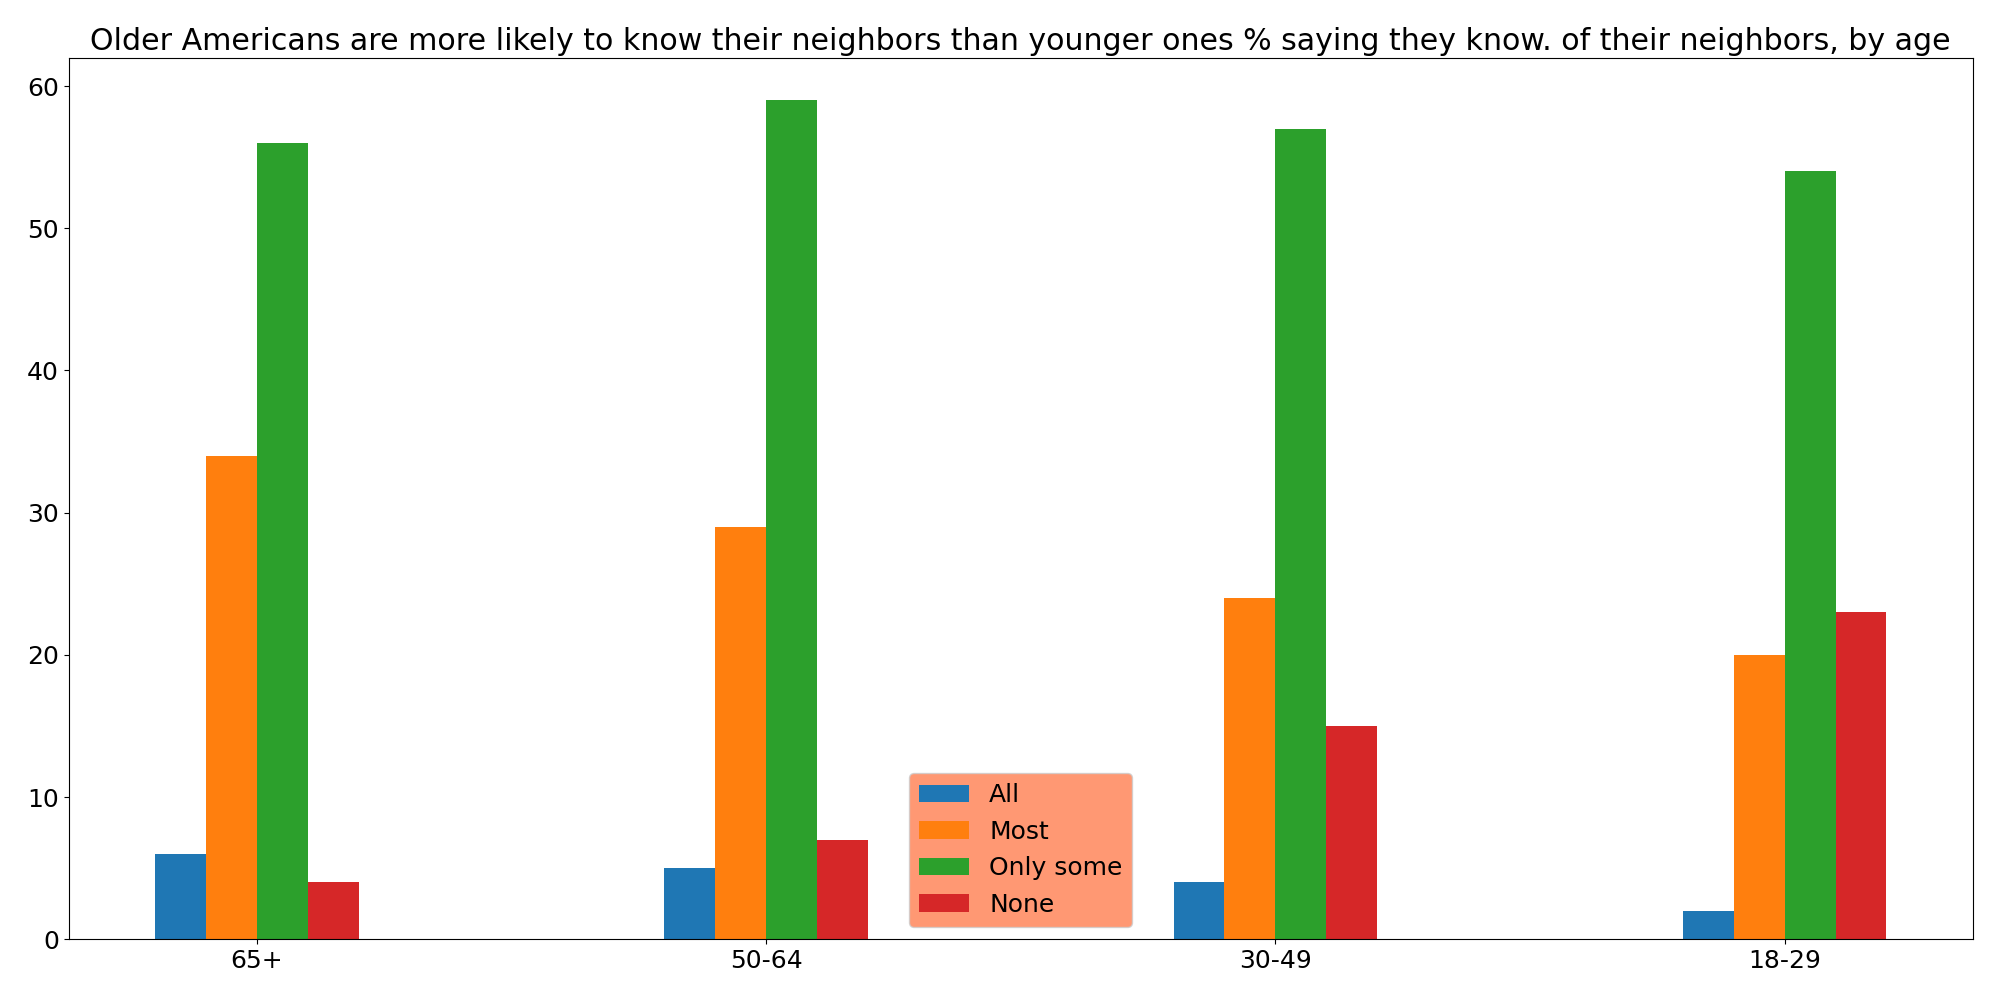 Older Americans are more likely to know their neighbors than younger ones % saying they know. of their neighbors, by age
60
50
40
30
20
10
0
All
Most
Only some
None
65+
50-64
30-49
18-29